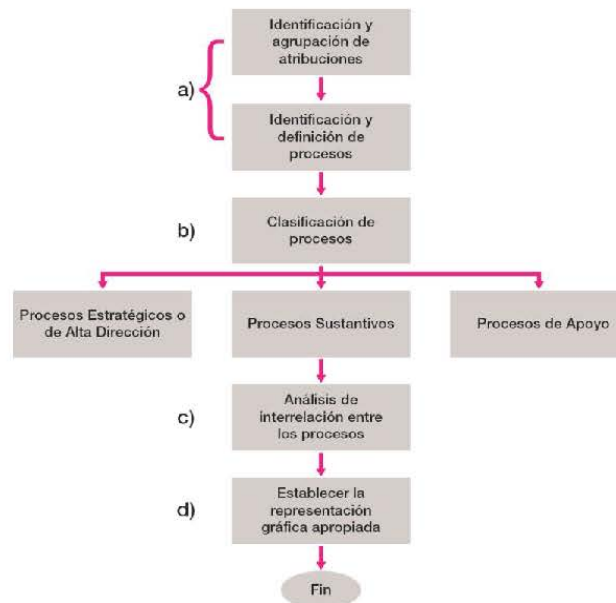 Identificación y
agrupación de
atribuciones
a)
Identificación y
definición de
procesos
b)
Clasificación de
procesos
Procesos Estratégicos o
de Alta Dirección
Procesos Sustantivos
Procesos de Apoyo
c)
Análisis de
interrelación entre
los procesos
d)
Establecer la
representación
gráfica apropiada
Fin